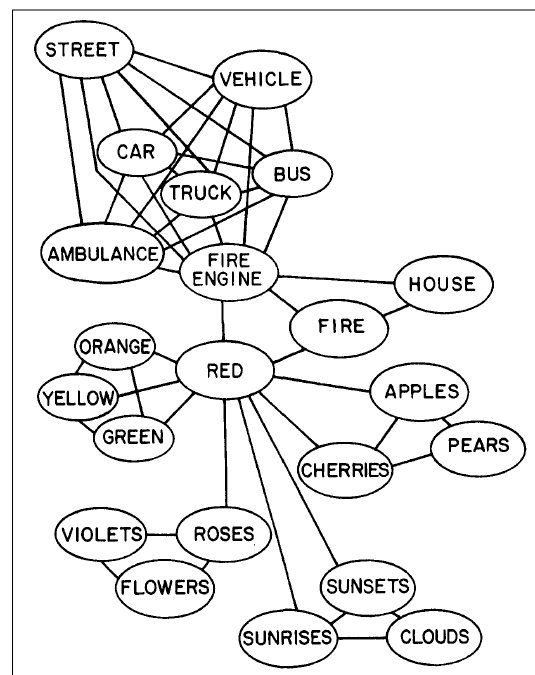 STREET
VEHICLE
CAR
TRUCK
BUS
AMBULANCE
FIRE
ENGINE
HOUSE
FIRE
ORANGE
RED
YELLOW
APPLES
GREEN
PEARS
CHERRIES
VIOLETS
ROSES
FLOWERS
SUNSETS
SUNRISES
CLOUDS